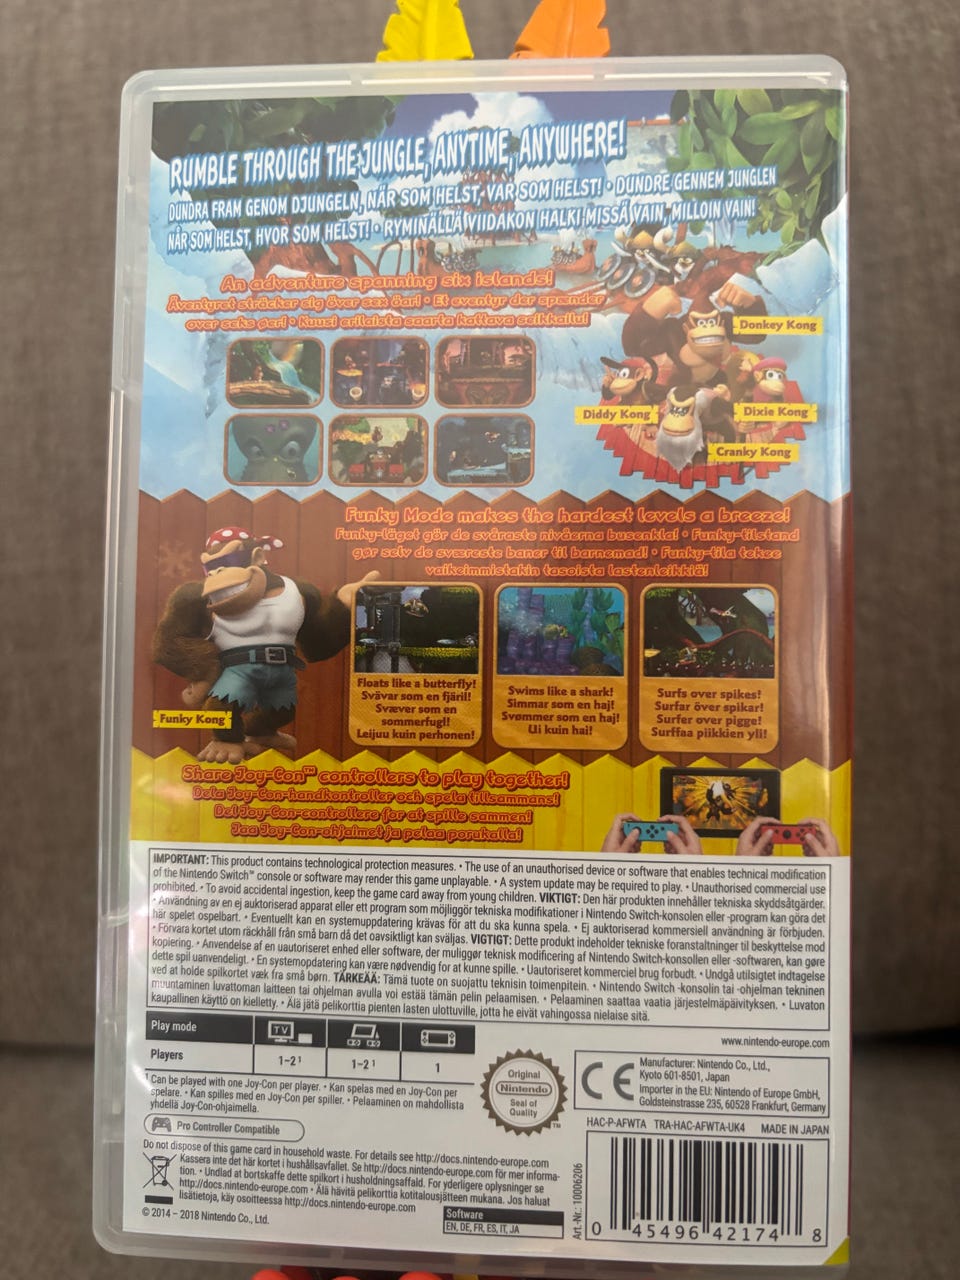 RUMBLE THROUGH THE JUNGLE, ANYTIME, ANYWHERE!
DUNDRA FRAM GENOM DJUNGELN, NÄR SOM HELST, VAR SOM HELST! • DUNDRE GENNEM JUNGLEN
NÅR SOM HELST, HVOR SOM HELST! • RYMINÄLLÄ VIIDAKON HALKI MISSÄ VAIN, MILLOIN VAIN!
An adventure spanning six islands!
Äventyret sträcker sig över sex öar! • Et eventyr der spænder
over seks øer! • Kuusi erilaista saarta kattava seikkailu!
Donkey Kong
Diddy Kong
Dixie Kong
Cranky Kong
Funky Mode makes the hardest levels a breeze!
Funky-läget gör de svåraste nivåerna busenkla! • Funky-tilstand
gør selv de sværeste baner til barnemad! • Funky-tila tekee
vaikeimmistakin tasoista lastenleikkiä!
Funky Kong
Floats like a butterfly!
Svävar som en fjäril!
Svæver som en
sommerfugl!
Leijuu kuin perhonen!
Swims like a shark!
Simmar som en haj!
Svømmer som en haj!
Ui kuin hai!
Surfs over spikes!
Surfar över spikar!
Surfer over pigge!
Surffaa piikkien yli!
Share Joy-Con™ controllers to play together!
Dela Joy-Con-handkontroller och spela tillsammans!
Del Joy-Con-controllere for at spille sammen!
Jaa Joy-Con-ohjaimet ja pelaa porukalla!
IMPORTANT: This product contains technological protection measures. • The use of an unauthorised device or software that enables technical modification
of the Nintendo Switch™ console or software may render this game unplayable. • A system update may be required to play. • Unauthorised commercial use
prohibited. • To avoid accidental ingestion, keep the game card away from young children. VIKTIGT: Den här produkten innehåller tekniska skyddsåtgärder.
• Användning av en ej auktoriserad apparat eller ett program som möjliggör tekniska modifikationer i Nintendo Switch-konsolen eller -program kan göra det
här spelet ospelbart. • Eventuellt kan en systemuppdatering krävas för att du ska kunna spela. • Ej auktoriserad kommersiell användning är förbjuden.
• Förvara kortet utom räckhåll från små barn då det oavsiktligt kan sväljas. VIGTIGT: Dette produkt indeholder tekniske foranstaltninger til beskyttelse mod
kopiering. • Anvendelse af en uautoriseret enhed eller software, der muliggør teknisk modificering af Nintendo Switch-konsollen eller -softwaren, kan gøre
dette spil uanvendeligt. • En systemopdatering kan være nødvendig for at kunne spille. • Uautoriseret kommerciel brug forbudt. • Undgå utilsigtet indtagelse
ved at holde spilkortet væk fra små børn. TÄRKEÄÄ: Tämä tuote on suojattu teknisin toimenpitein. • Nintendo Switch -konsolin tai -ohjelman tekninen
muuntaminen luvattoman laitteen tai ohjelman avulla voi estää tämän pelin pelaamisen. • Pelaaminen saattaa vaatia järjestelmäpäivityksen. • Luvaton
kaupallinen käyttö on kielletty. • Älä jätä pelikorttia pienten lasten ulottuville, jotta he eivät vahingossa nielaise sitä.
www.nintendo-europe.com
Play mode
TV
Players
1-2¹
1-2¹
1
¹ Can be played with one Joy-Con per player. • Kan spelas med en Joy-Con per
spelare. • Kan spilles med en Joy-Con per spiller. • Pelaaminen on mahdollista
yhdellä Joy-Con-ohjaimella.
Pro Controller Compatible
Original
Nintendo
Seal of
Quality
™
CE
Manufacturer: Nintendo Co., Ltd.,
Kyoto 601-8501, Japan
Importer in the EU: Nintendo of Europe GmbH,
Goldsteinstrasse 235, 60528 Frankfurt, Germany
HAC-P-AFWTA TRA-HAC-AFWTA-UK4 MADE IN JAPAN
Do not dispose of this game card in household waste. For details see http://docs.nintendo-europe.com
Kassera inte det här kortet i hushållsavfallet. Se http://docs.nintendo-europe.com för mer informa-
tion. • Undlad at bortskaffe dette spilkort i husholdningsaffald. For yderligere oplysninger se
http://docs.nintendo-europe.com • Älä hävitä pelikorttia kotitalousjätteen mukana. Jos haluat
lisätietoja, käy osoitteessa http://docs.nintendo-europe.com
© 2014 – 2018 Nintendo Co., Ltd.
Software
EN, DE, FR, ES, IT, JA
Art.-Nr.: 10006206
0 45496 42174 8